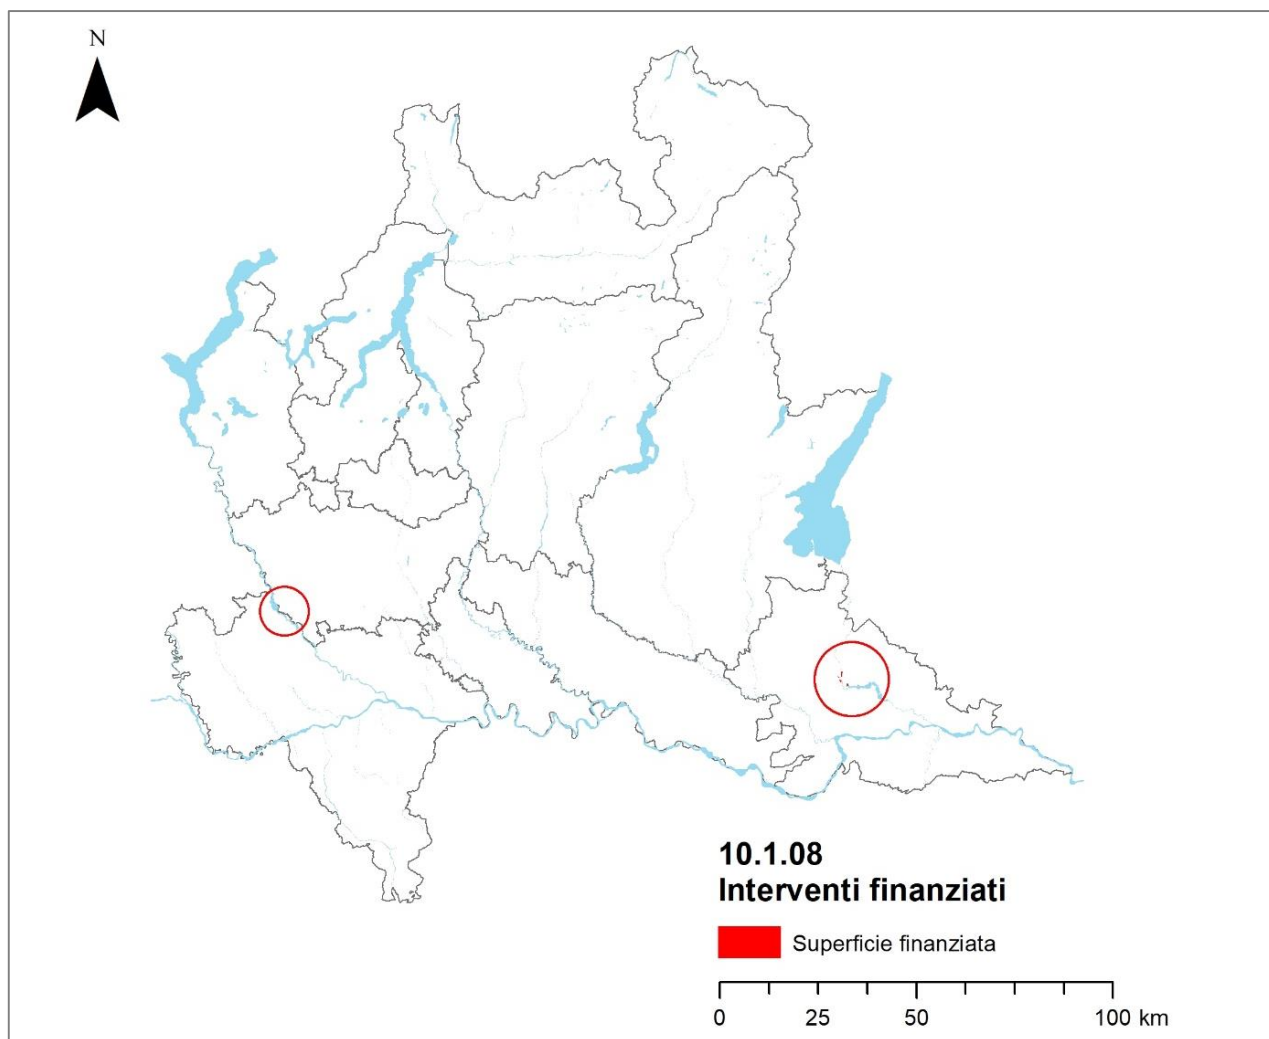 N
10.1.08
Interventi finanziati
Superficie finanziata
0 25 50 100 km